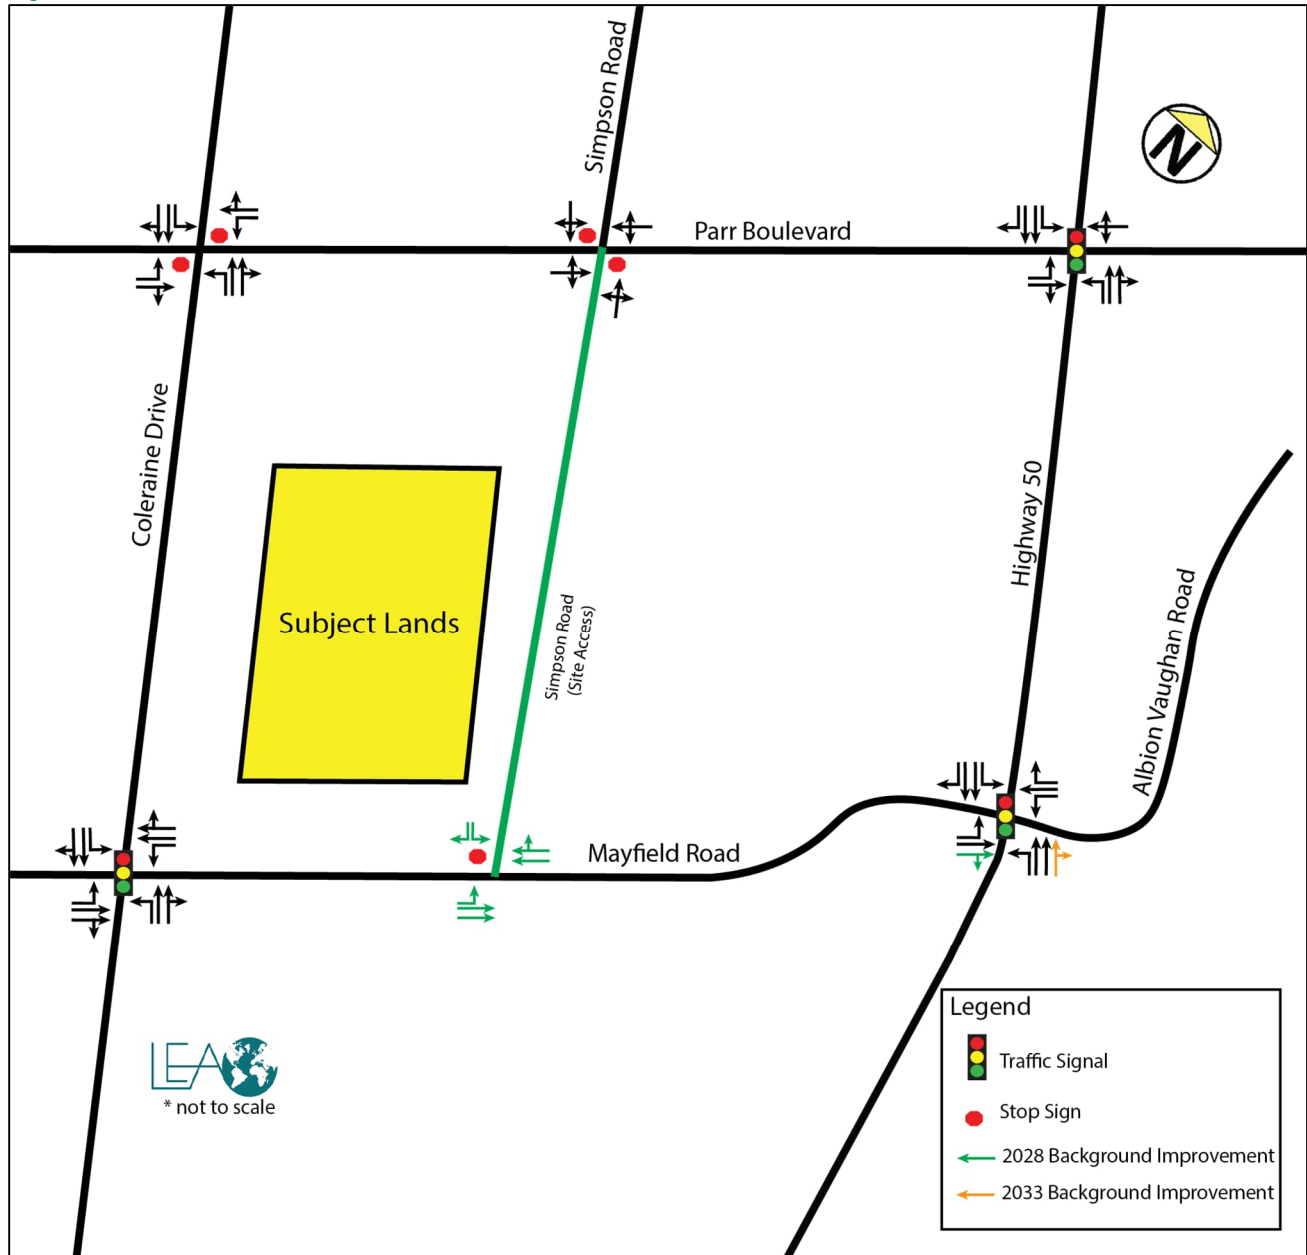 Simpson Road
N
Parr Boulevard
Coleraine Drive
Highway 50
Subject Lands
Simpson Road
(Site Access)
Albion Vaughan Road
Mayfield Road
Legend
Traffic Signal
Stop Sign
2028 Background Improvement
2033 Background Improvement
LEA
* not to scale